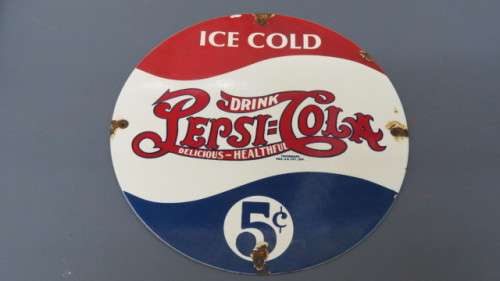 ICE COLD
DRINK
PEPSI=COLA
DELICIOUS-HEALTHFUL
5¢